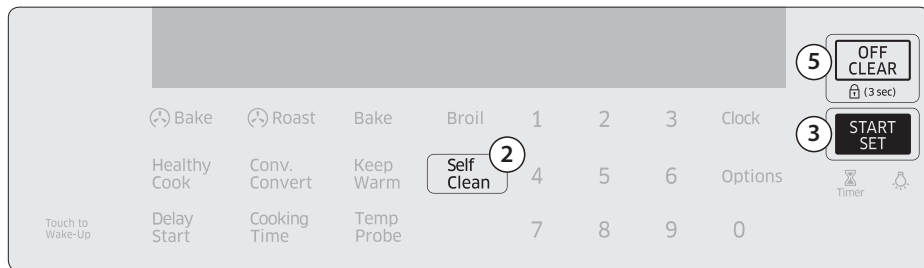 5 OFF
CLEAR
(3 sec)
Bake Roast Bake Broil 1 2 3 Clock
3 START
SET
2
Healthy
Cook
Conv.
Convert
Keep
Warm
Self
Clean
4 5 6 Options
Timer
Touch to
Wake-Up
Delay
Start
Cooking
Time
Temp
Probe
7 8 9 0